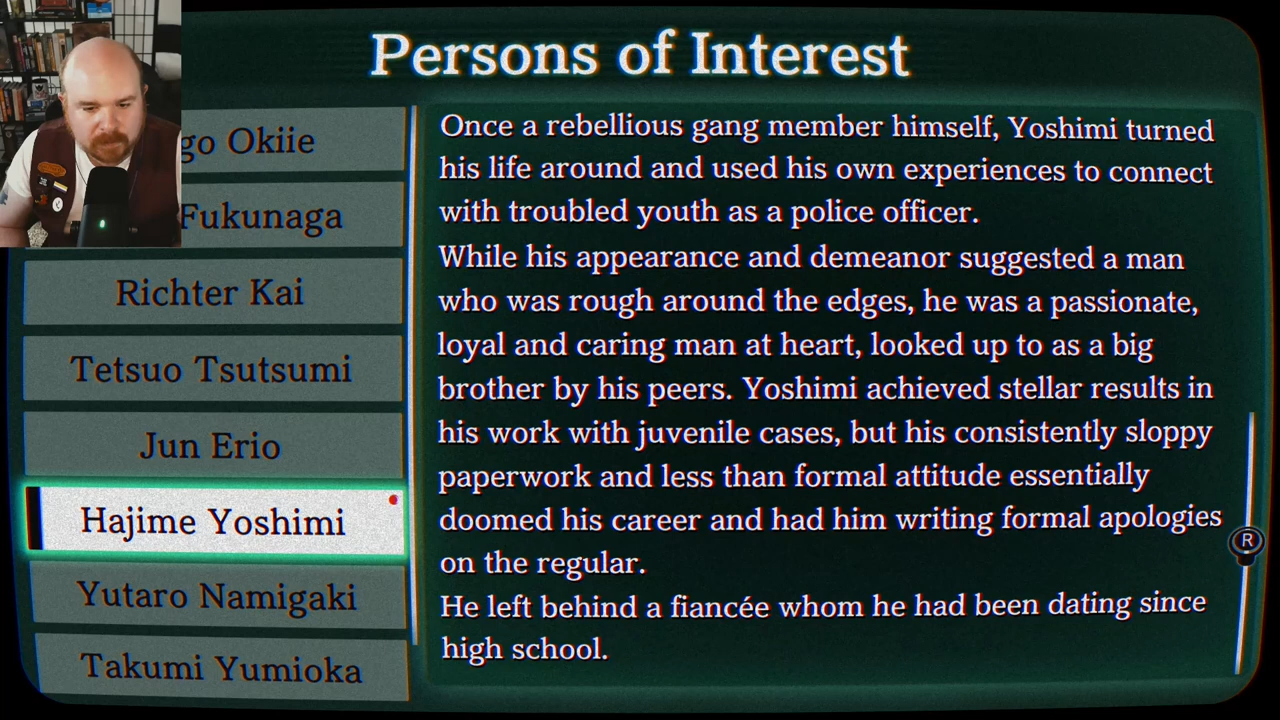 Persons of Interest
go Okiie
Fukunaga
Richter Kai
Tetsuo Tsutsumi
Jun Erio
Hajime Yoshimi
Yutaro Namigaki
Takumi Yumioka
Once a rebellious gang member himself, Yoshimi turned
his life around and used his own experiences to connect
with troubled youth as a police officer.
While his appearance and demeanor suggested a man
who was rough around the edges, he was a passionate,
loyal and caring man at heart, looked up to as a big
brother by his peers. Yoshimi achieved stellar results in
his work with juvenile cases, but his consistently sloppy
paperwork and less than formal attitude essentially
doomed his career and had him writing formal apologies
on the regular.
He left behind a fiancée whom he had been dating since
high school.
R